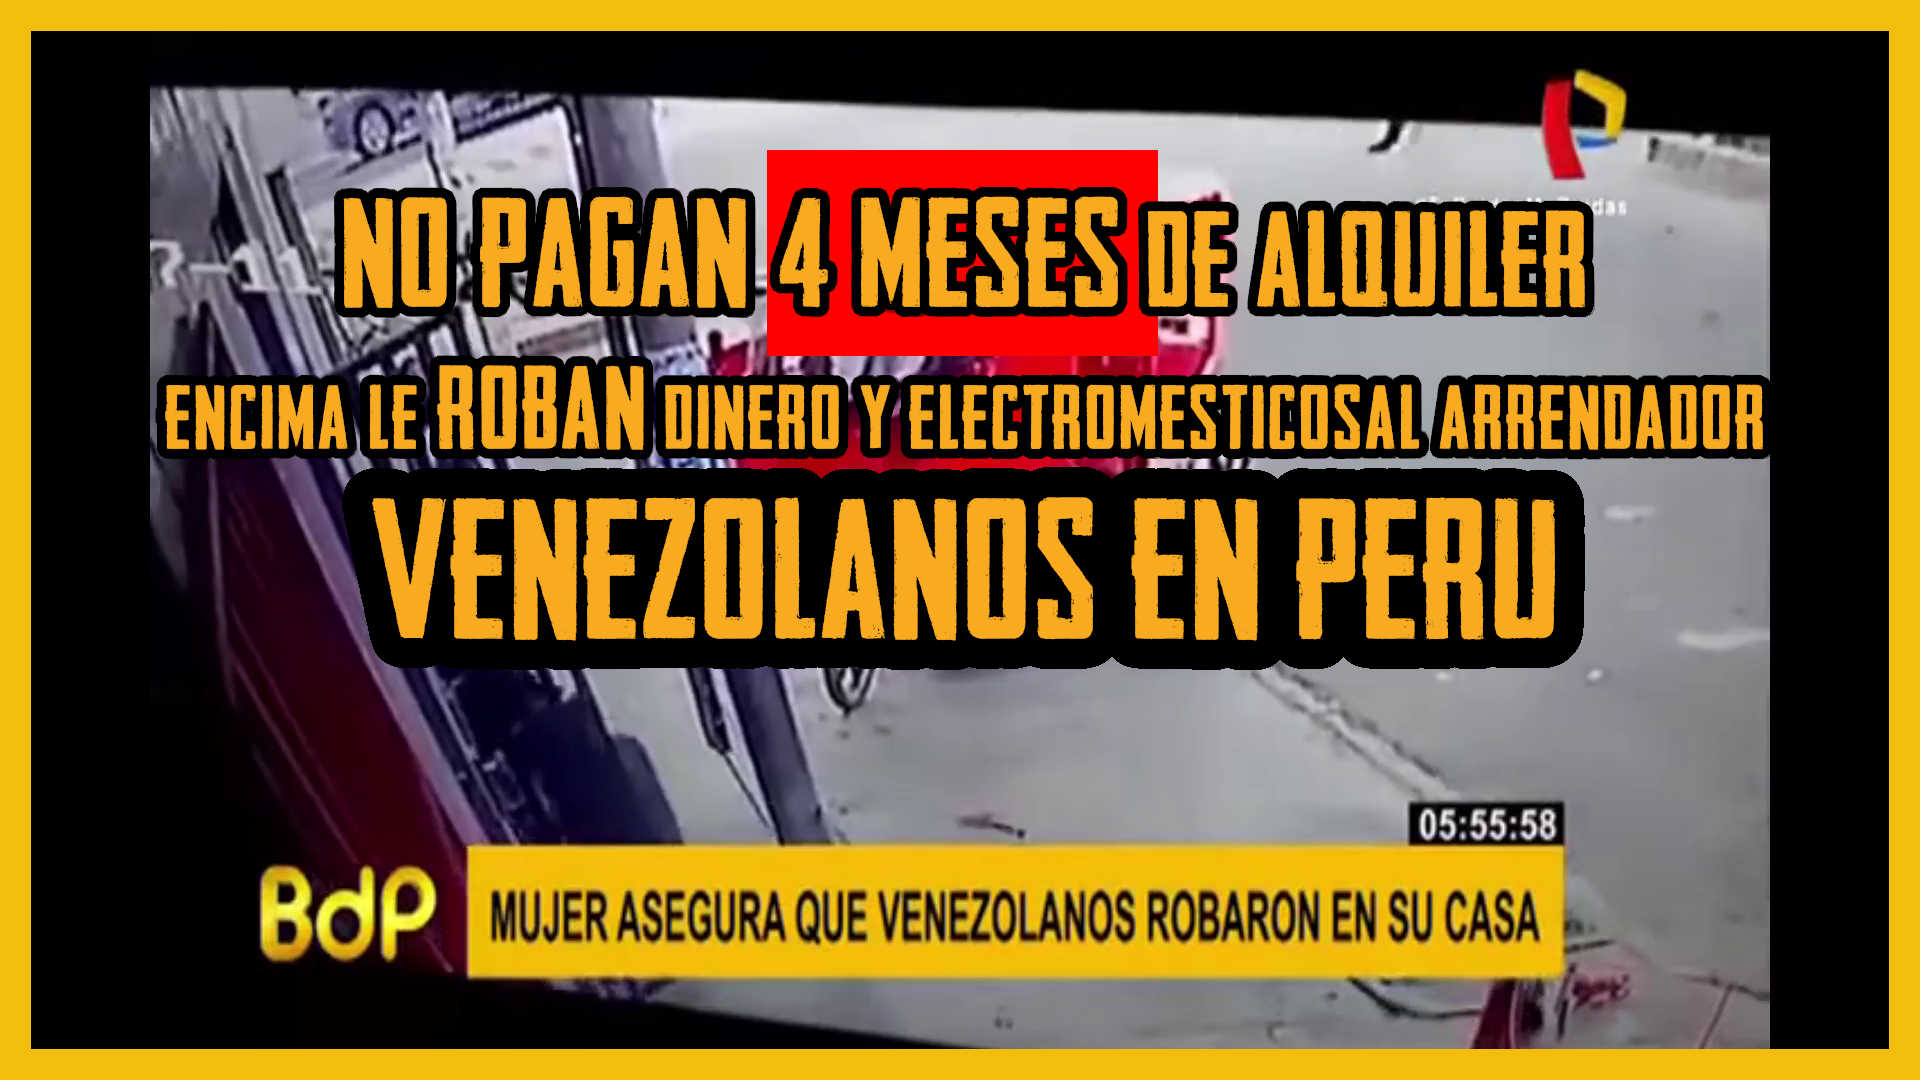 NO PAGAN 4 MESES DE ALQUILER
ENCIMA LE ROBAN DINERO Y ELECTROMESTICOSAL ARRENDADOR
VENEZOLANOS EN PERU
05:55:58
BdP
MUJER ASEGURA QUE VENEZOLANOS ROBARON EN SU CASA